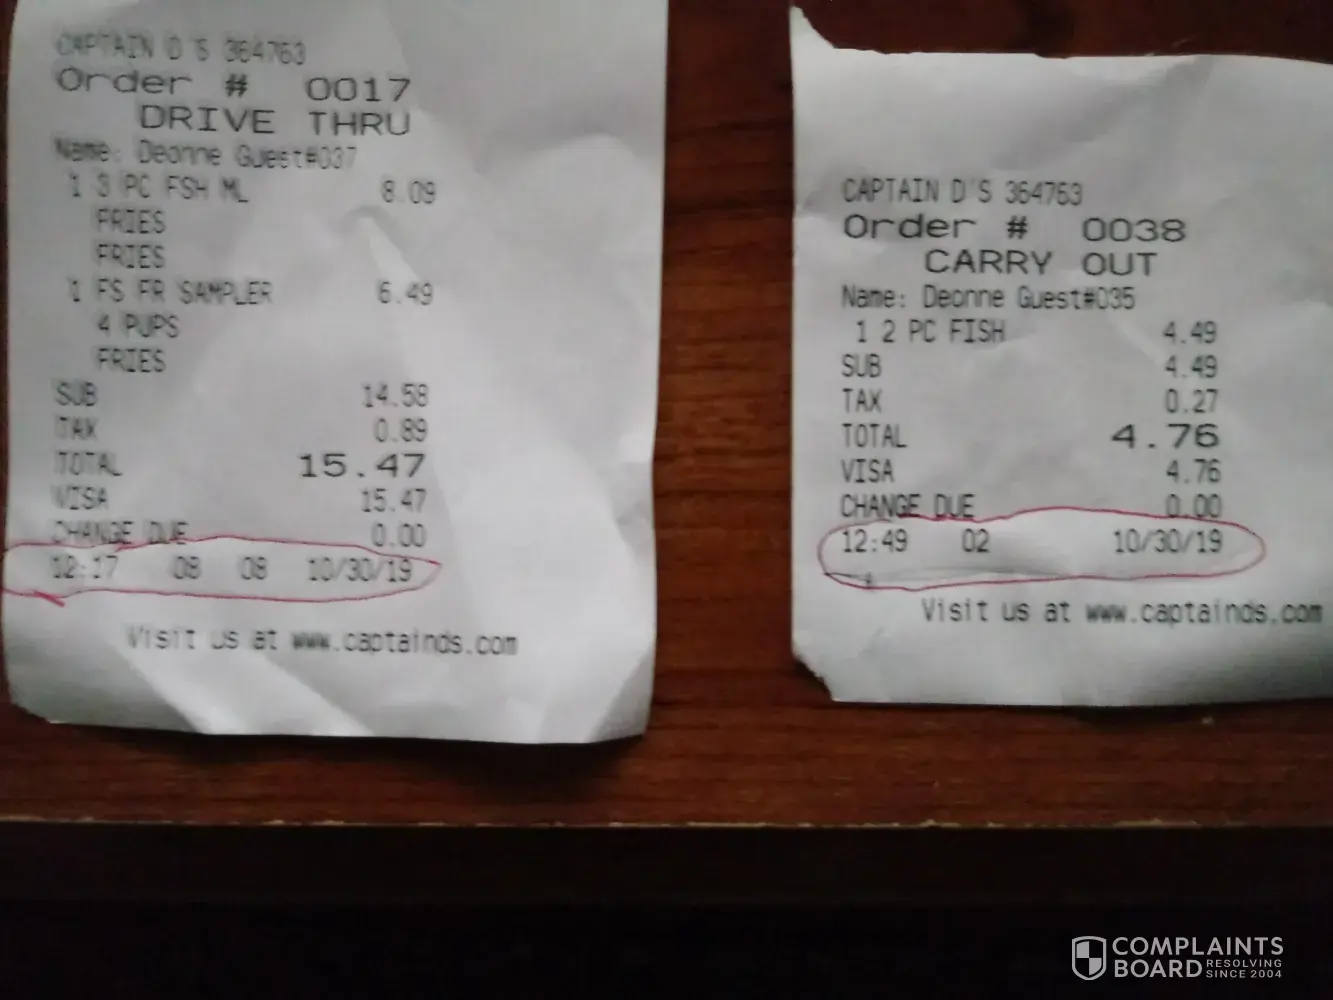 CAPTAIN D'S 364763
Order # 0017
DRIVE THRU
Name: Deonne Guest#037
1 3 PC FSH ML 8.09
FRIES
FRIES
1 FS FR SAMPLER 6.49
4 PUPS
FRIES
SUB 14.58
TAX 0.89
TOTAL 15.47
VISA 15.47
CHANGE DUE 0.00
12:17 08 08 10/30/19
Visit us at www.captainds.com
CAPTAIN D'S 364763
Order # 0038
CARRY OUT
Name: Deonne Guest#035
1 2 PC FISH 4.49
SUB 4.49
TAX 0.27
TOTAL 4.76
VISA 4.76
CHANGE DUE 0.00
12:49 02 10/30/19
Visit us at www.captainds.com
COMPLAINTS
BOARD RESOLVING
SINCE 2004